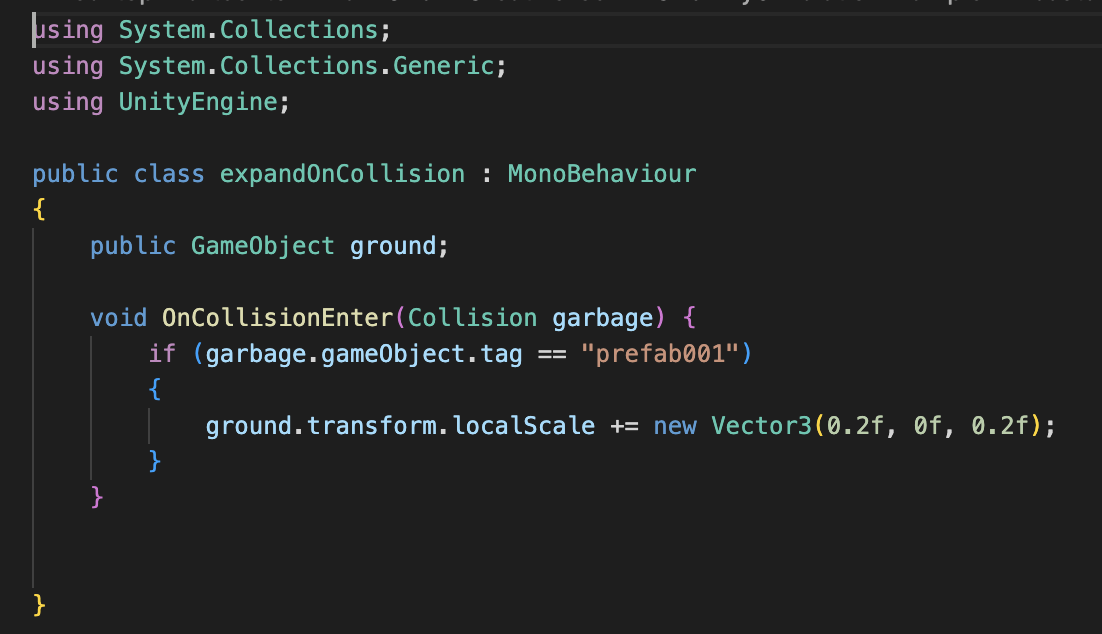 using System.Collections;
using System.Collections.Generic;
using UnityEngine;
public class expandOnCollision : MonoBehaviour
{
public GameObject ground;
void OnCollisionEnter(Collision garbage) {
if (garbage.gameObject.tag == "prefab001")
{
ground.transform.localScale += new Vector3(0.2f, 0f, 0.2f);
}
}
}